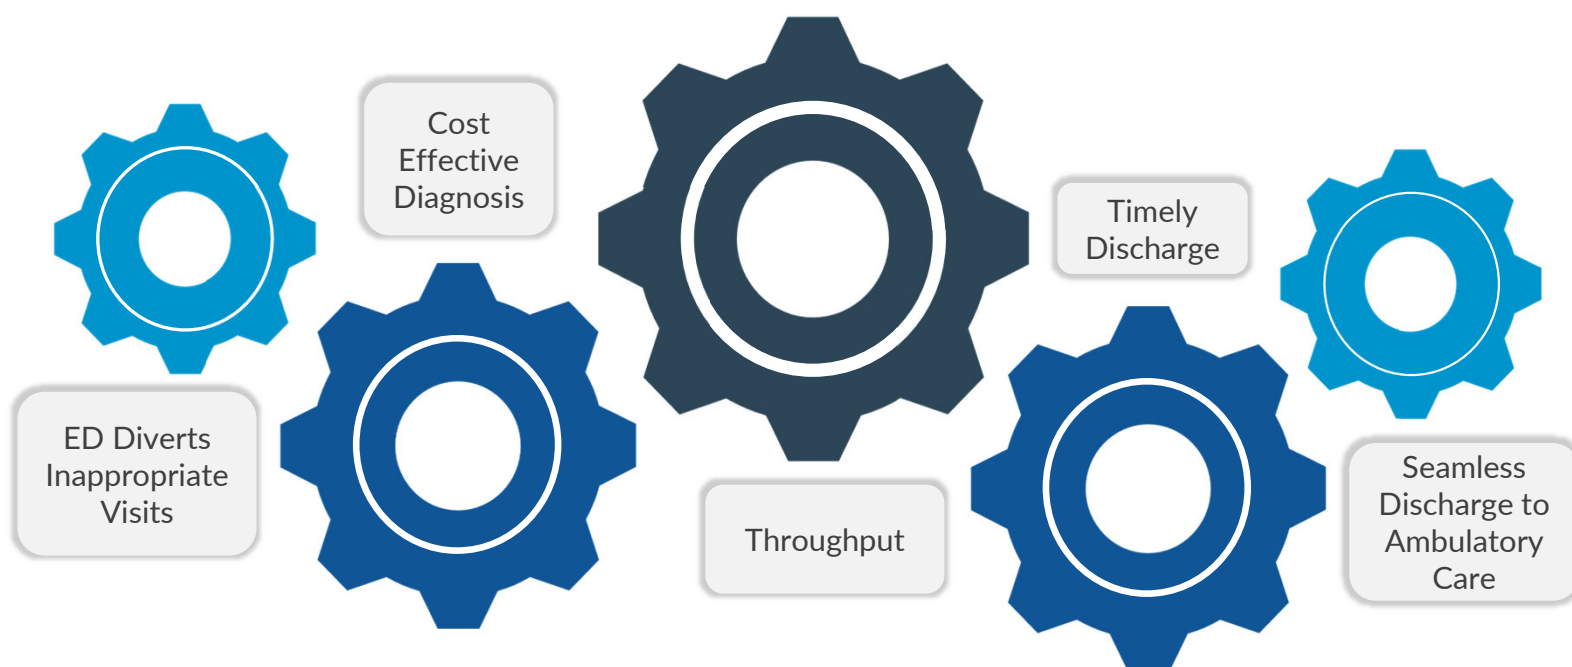 ED Diverts
Inappropriate
Visits
Cost
Effective
Diagnosis
Throughput
Timely
Discharge
Seamless
Discharge to
Ambulatory
Care